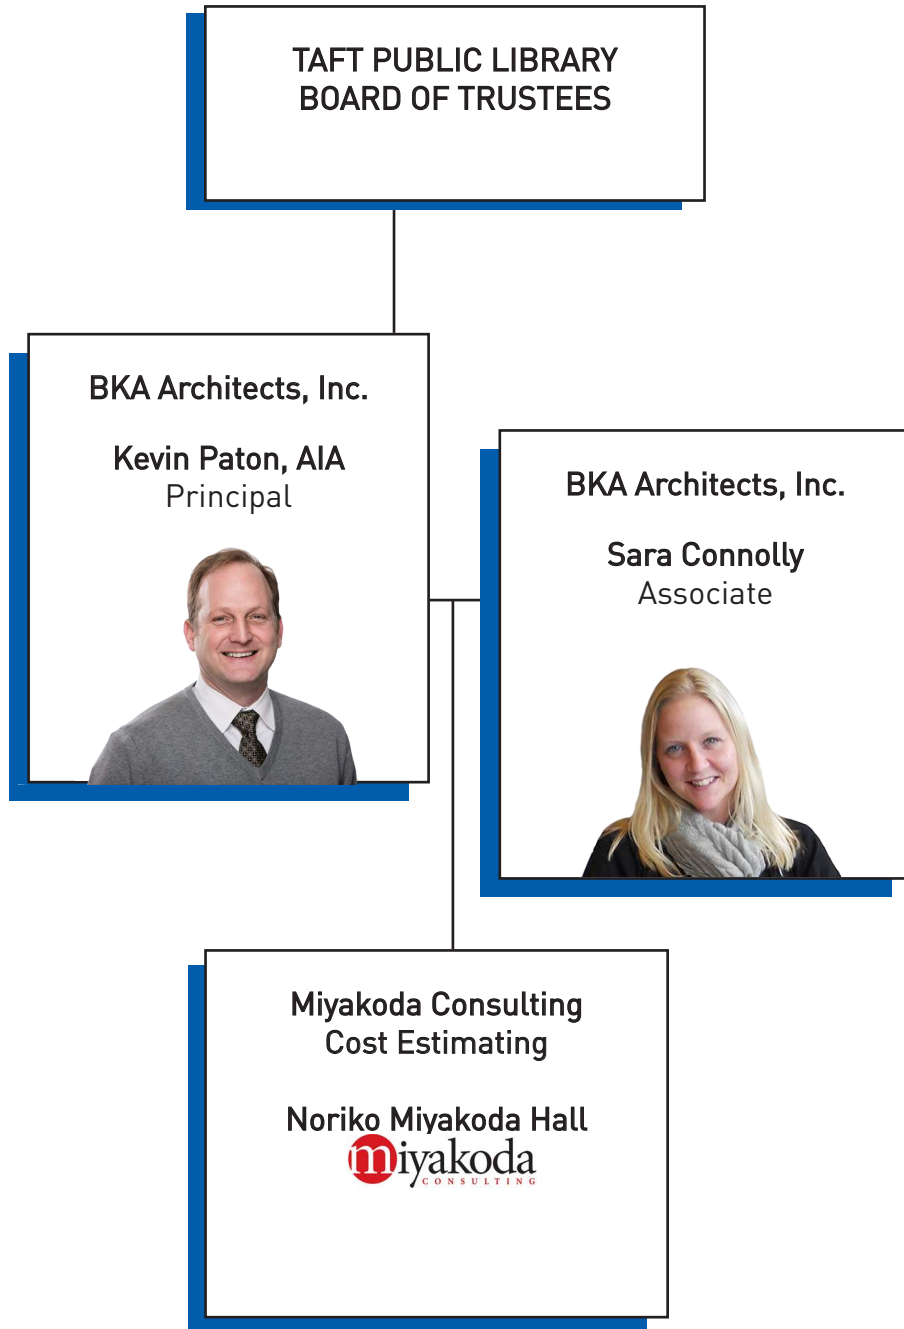 TAFT PUBLIC LIBRARY
BOARD OF TRUSTEES
BKA Architects, Inc.
Kevin Paton, AIA
Principal
BKA Architects, Inc.
Sara Connolly
Associate
Miyakoda Consulting
Cost Estimating
Noriko Miyakoda Hall
miyakoda
CONSULTING